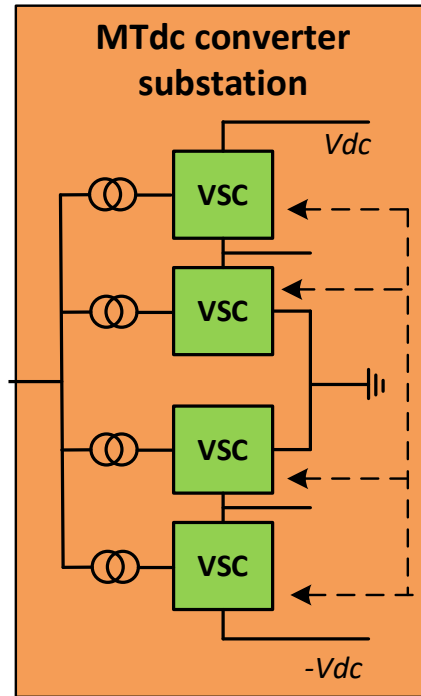 MTdc converter
substation
Vdc
VSC
VSC
VSC
VSC
-Vdc